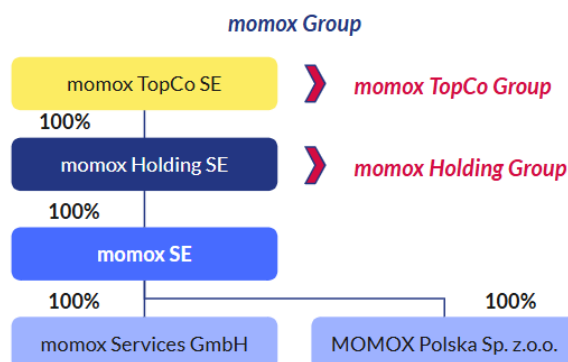 momox Group
momox TopCo SE
momox TopCo Group
100%
momox Holding SE
momox Holding Group
100%
momox SE
100%
100%
momox Services GmbH
MOMOX Polska Sp. z.o.o.